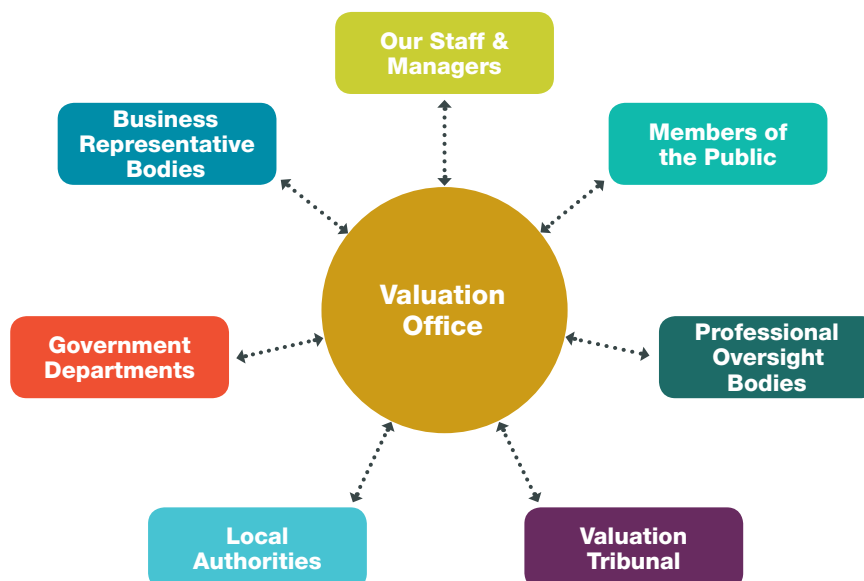 Our Staff &
Managers
Business
Representative
Bodies
Members of
the Public
Valuation
Office
Government
Departments
Professional
Oversight
Bodies
Local
Authorities
Valuation
Tribunal